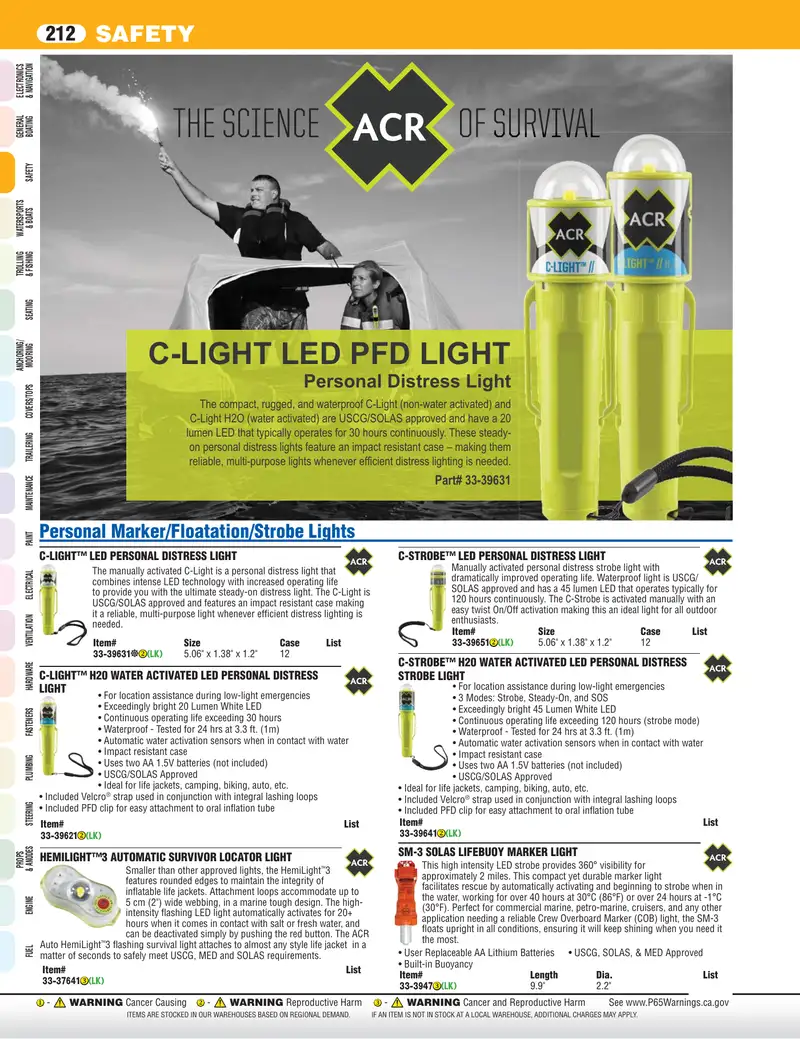 212 SAFETY
ELECTRONICS
& NAVIGATION
GENERAL
BOATING
SAFETY
WATERSPORTS
& BOATS
TROLLING
& FISHING
SEATING
ANCHORING/
MOORING
COVERS/TOPS
TRAILERING
MAINTENANCE
PAINT
ELECTRICAL
VENTILATION
HARDWARE
FASTENERS
PLUMBING
STEERING
PROPS
& ANODES
ENGINE
FUEL
THE SCIENCE ACR OF SURVIVAL
ACR
C-LIGHT™ //
ACR
LIGHT™ // H
C-LIGHT LED PFD LIGHT
Personal Distress Light
The compact, rugged, and waterproof C-Light (non-water activated) and
C-Light H2O (water activated) are USCG/SOLAS approved and have a 20
lumen LED that typically operates for 30 hours continuously. These steady-
on personal distress lights feature an impact resistant case – making them
reliable, multi-purpose lights whenever efficient distress lighting is needed.
Part# 33-39631
Personal Marker/Floatation/Strobe Lights
C-LIGHT™ LED PERSONAL DISTRESS LIGHT
ACR
The manually activated C-Light is a personal distress light that
combines intense LED technology with increased operating life
to provide you with the ultimate steady-on distress light. The C-Light is
USCG/SOLAS approved and features an impact resistant case making
it a reliable, multi-purpose light whenever efficient distress lighting is
needed.
Item# Size Case List
33-39631 2 (LK) 5.06" x 1.38" x 1.2" 12
C-LIGHT™ H2O WATER ACTIVATED LED PERSONAL DISTRESS
LIGHT
ACR
• For location assistance during low-light emergencies
• Exceedingly bright 20 Lumen White LED
• Continuous operating life exceeding 30 hours
• Waterproof - Tested for 24 hrs at 3.3 ft. (1m)
• Automatic water activation sensors when in contact with water
• Impact resistant case
• Uses two AA 1.5V batteries (not included)
• USCG/SOLAS Approved
• Ideal for life jackets, camping, biking, auto, etc.
• Included Velcro® strap used in conjunction with integral lashing loops
• Included PFD clip for easy attachment to oral inflation tube
Item# List
33-39621 2 (LK)
HEMILIGHT™3 AUTOMATIC SURVIVOR LOCATOR LIGHT
ACR
Smaller than other approved lights, the HemiLight™3
features rounded edges to maintain the integrity of
inflatable life jackets. Attachment loops accommodate up to
5 cm (2") wide webbing, in a marine tough design. The high-
intensity flashing LED light automatically activates for 20+
hours when it comes in contact with salt or fresh water, and
can be deactivated simply by pushing the red button. The ACR
Auto HemiLight™3 flashing survival light attaches to almost any style life jacket in a
matter of seconds to safely meet USCG, MED and SOLAS requirements.
Item# List
33-37641 3 (LK)
C-STROBE™ LED PERSONAL DISTRESS LIGHT
ACR
Manually activated personal distress strobe light with
dramatically improved operating life. Waterproof light is USCG/
SOLAS approved and has a 45 lumen LED that operates typically for
120 hours continuously. The C-Strobe is activated manually with an
easy twist On/Off activation making this an ideal light for all outdoor
enthusiasts.
Item# Size Case List
33-39651 2 (LK) 5.06" x 1.38" x 1.2" 12
C-STROBE™ H2O WATER ACTIVATED LED PERSONAL DISTRESS
STROBE LIGHT
ACR
• For location assistance during low-light emergencies
• 3 Modes: Strobe, Steady-On, and SOS
• Exceedingly bright 45 Lumen White LED
• Continuous operating life exceeding 120 hours (strobe mode)
• Waterproof - Tested for 24 hrs at 3.3 ft. (1m)
• Automatic water activation sensors when in contact with water
• Impact resistant case
• Uses two AA 1.5V batteries (not included)
• USCG/SOLAS Approved
• Ideal for life jackets, camping, biking, auto, etc.
• Included Velcro® strap used in conjunction with integral lashing loops
• Included PFD clip for easy attachment to oral inflation tube
Item# List
33-39641 2 (LK)
SM-3 SOLAS LIFEBUOY MARKER LIGHT
ACR
This high intensity LED strobe provides 360° visibility for
approximately 2 miles. This compact yet durable marker light
facilitates rescue by automatically activating and beginning to strobe when in
the water, working for over 40 hours at 30°C (86°F) or over 24 hours at -1°C
(30°F). Perfect for commercial marine, petro-marine, cruisers, and any other
application needing a reliable Crew Overboard Marker (COB) light, the SM-3
floats upright in all conditions, ensuring it will keep shining when you need it
the most.
• User Replaceable AA Lithium Batteries • USCG, SOLAS, & MED Approved
• Built-in Buoyancy
Item# Length Dia. List
33-3947 3 (LK) 9.9" 2.2"
1 - WARNING Cancer Causing 2 - WARNING Reproductive Harm 3 - WARNING Cancer and Reproductive Harm See www.P65Warnings.ca.gov
ITEMS ARE STOCKED IN OUR WAREHOUSES BASED ON REGIONAL DEMAND. IF AN ITEM IS NOT IN STOCK AT A LOCAL WAREHOUSE, ADDITIONAL CHARGES MAY APPLY.